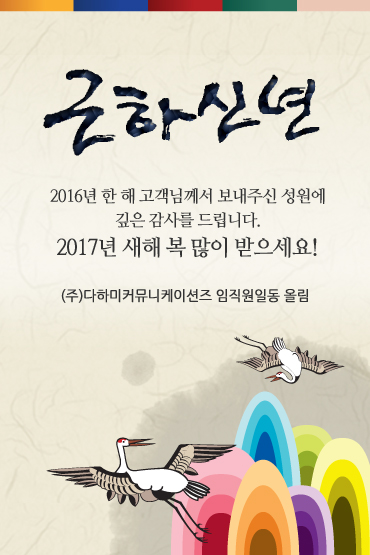 근하신년
2016년 한 해 고객님께서 보내주신 성원에
깊은 감사를 드립니다.
2017년 새해 복 많이 받으세요!
(주)다하미커뮤니케이션즈 임직원일동 올림